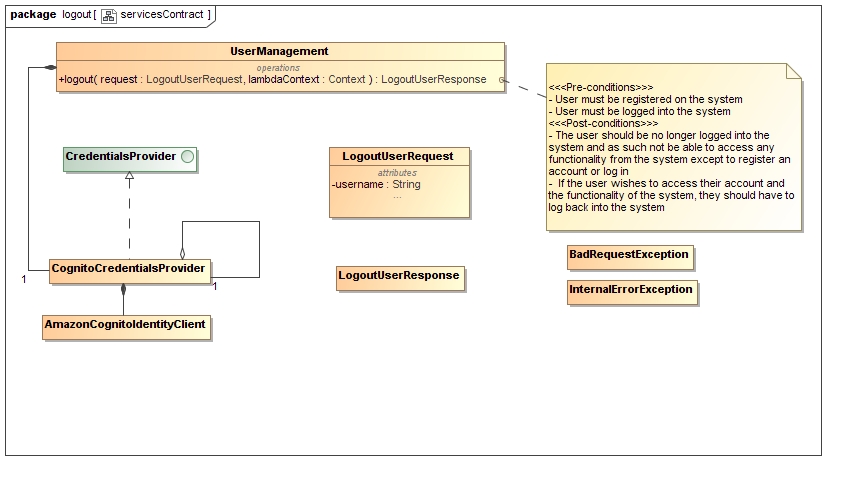 package logout [ servicesContract ]
UserManagement
operations
+logout( request : LogoutUserRequest, lambdaContext : Context ) : LogoutUserResponse
<<<Pre-conditions>>>
- User must be registered on the system
- User must be logged into the system
<<<Post-conditions>>>
- The user should be no longer logged into the
system and as such not be able to access any
functionality from the system except to register an
account or log in
-  If the user wishes to access their account and
the functionality of the system, they should have to
log back into the system
CredentialsProvider
LogoutUserRequest
attributes
-username : String
...
CognitoCredentialsProvider
1
1
AmazonCognitoIdentityClient
LogoutUserResponse
BadRequestException
InternalErrorException